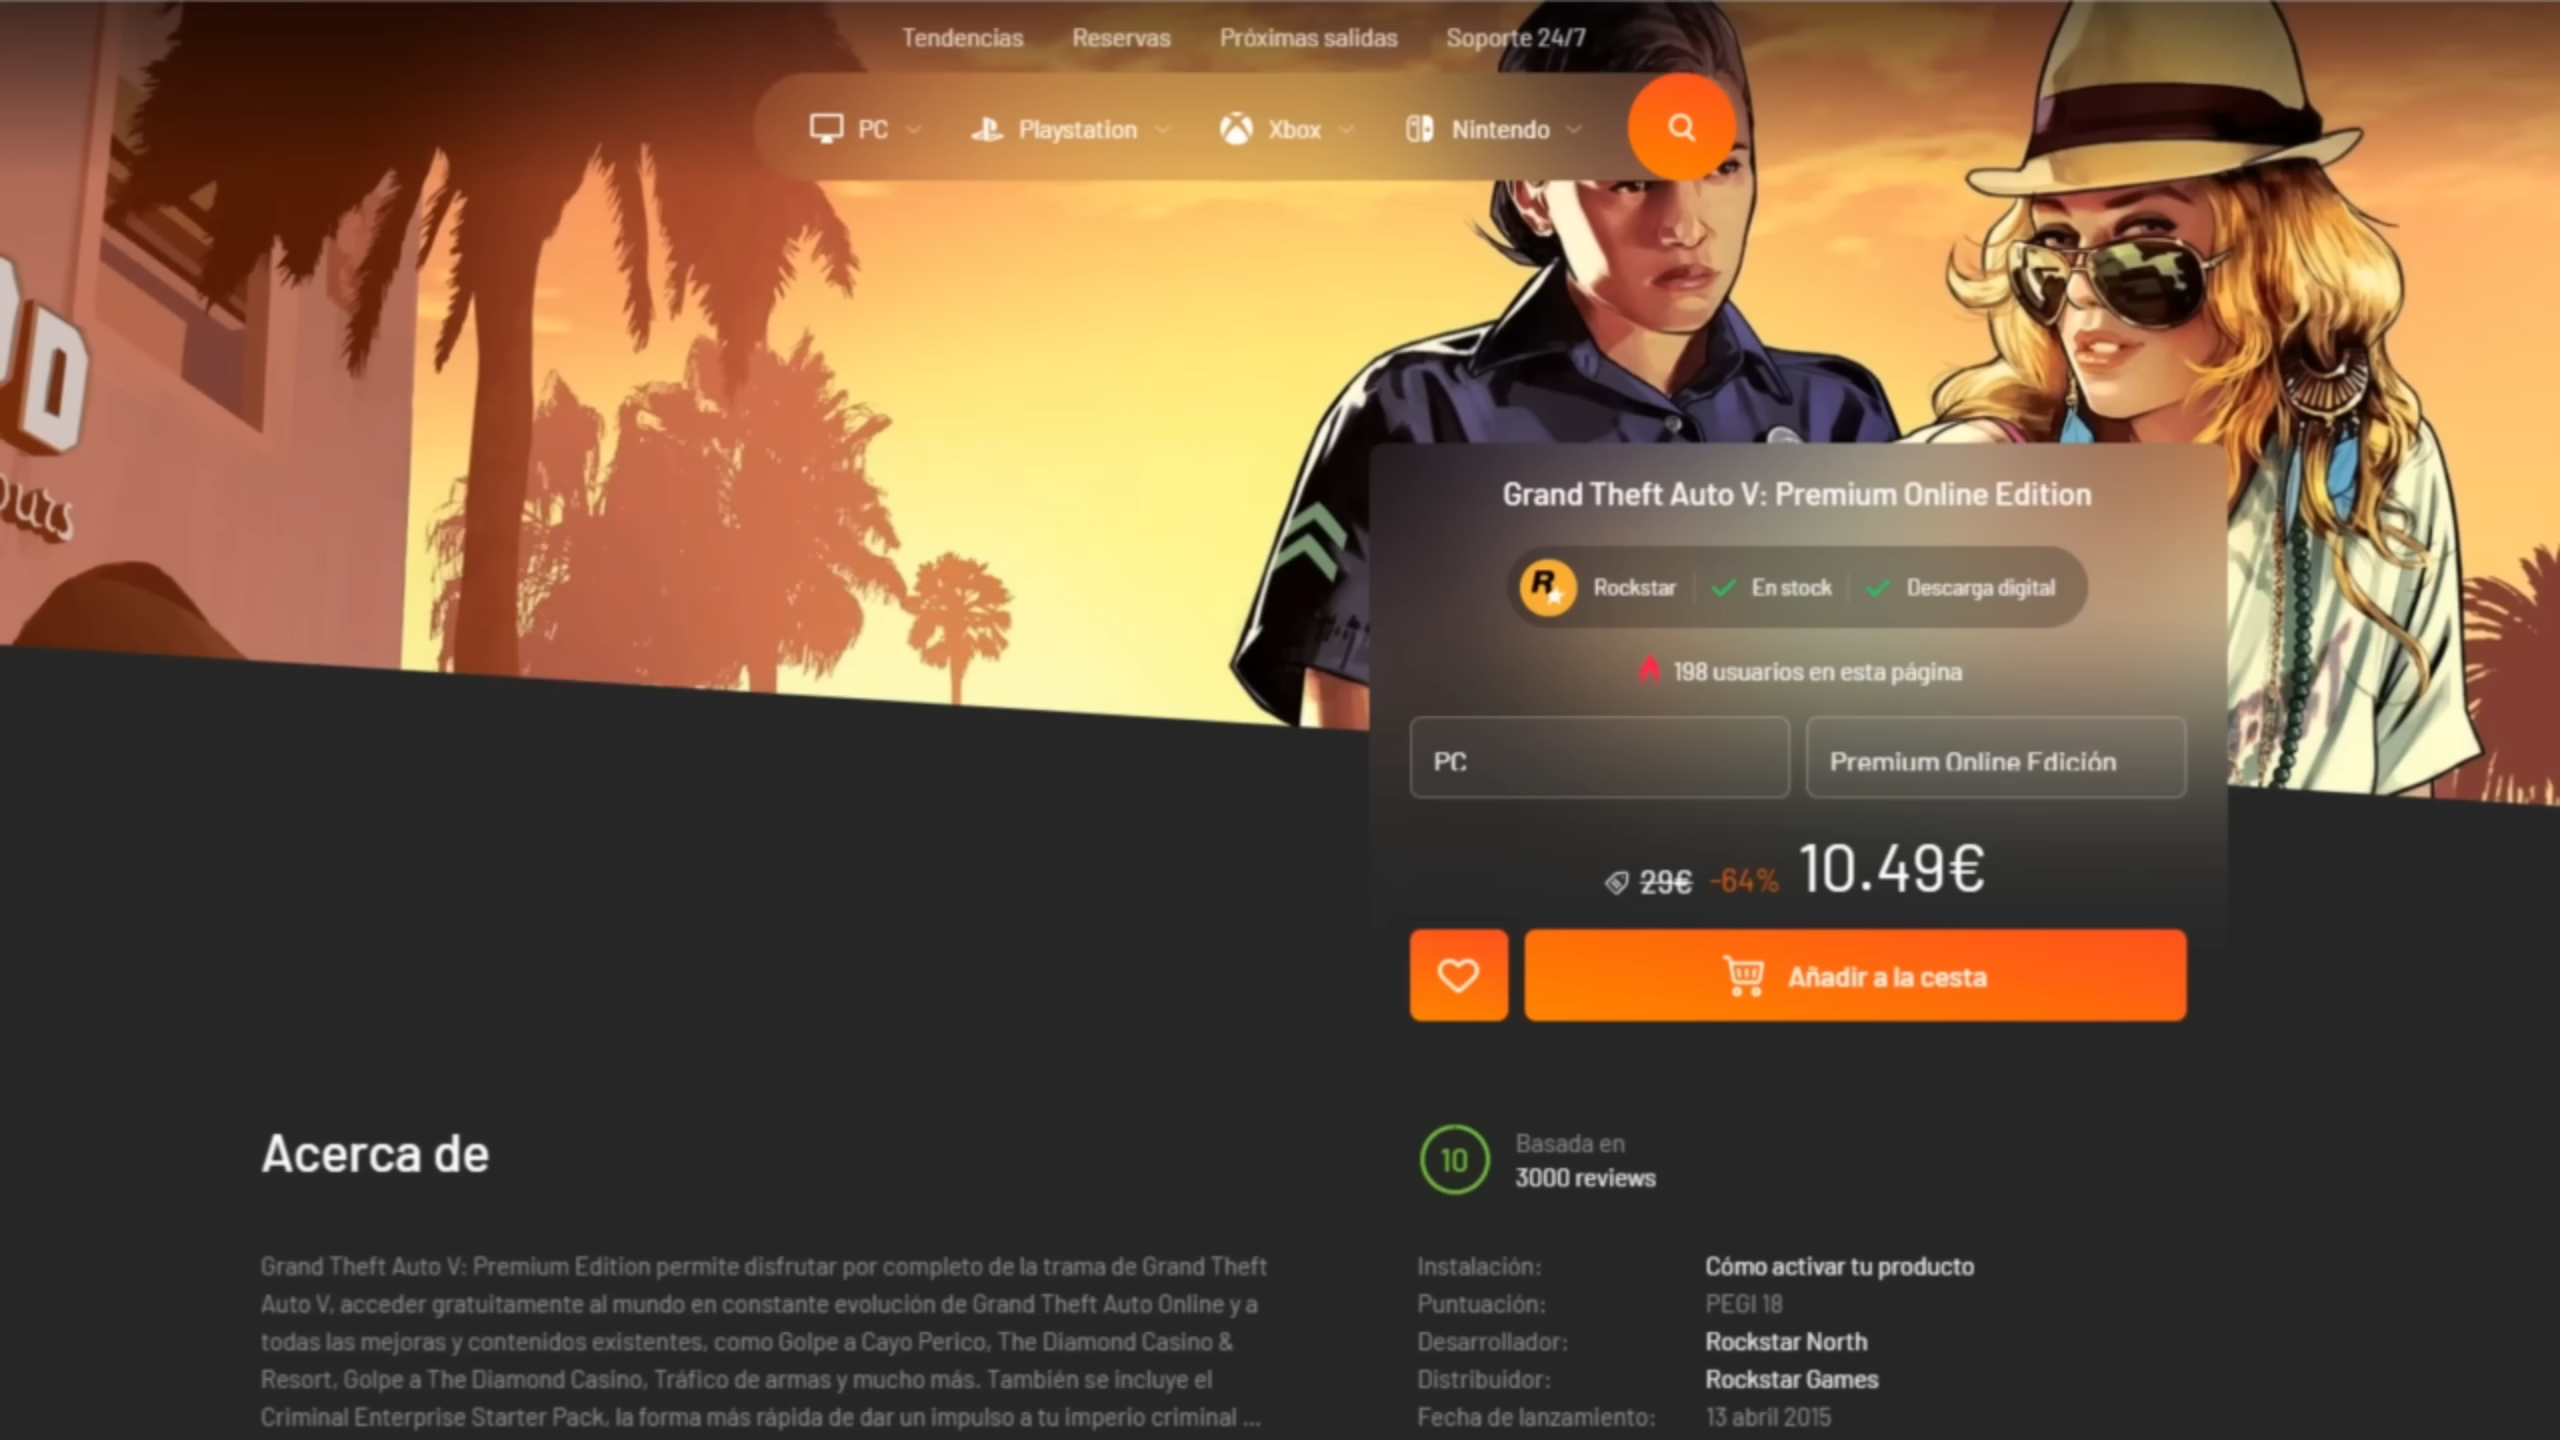 Tendencias
Reservas
Próximas salidas
Soporte 24/7
PC
Playstation
Xbox
Nintendo
Grand Theft Auto V: Premium Online Edition
R
Rockstar
En stock
Descarga digital
198 usuarios en esta página
PC
Premium Online Edición
29€
-64%
10.49€
Añadir a la cesta
Acerca de
Grand Theft Auto V: Premium Edition permite disfrutar por completo de la trama de Grand Theft
Auto V, acceder gratuitamente al mundo en constante evolución de Grand Theft Auto Online y a
todas las mejoras y contenidos existentes, como Golpe a Cayo Perico, The Diamond Casino &
Resort, Golpe a The Diamond Casino, Tráfico de armas y mucho más. También se incluye el
Criminal Enterprise Starter Pack, la forma más rápida de dar un impulso a tu imperio criminal ...
10
Basada en
3000 reviews
Instalación: Cómo activar tu producto
Puntuación: PEGI 18
Desarrollador: Rockstar North
Distribuidor: Rockstar Games
Fecha de lanzamiento: 13 abril 2015